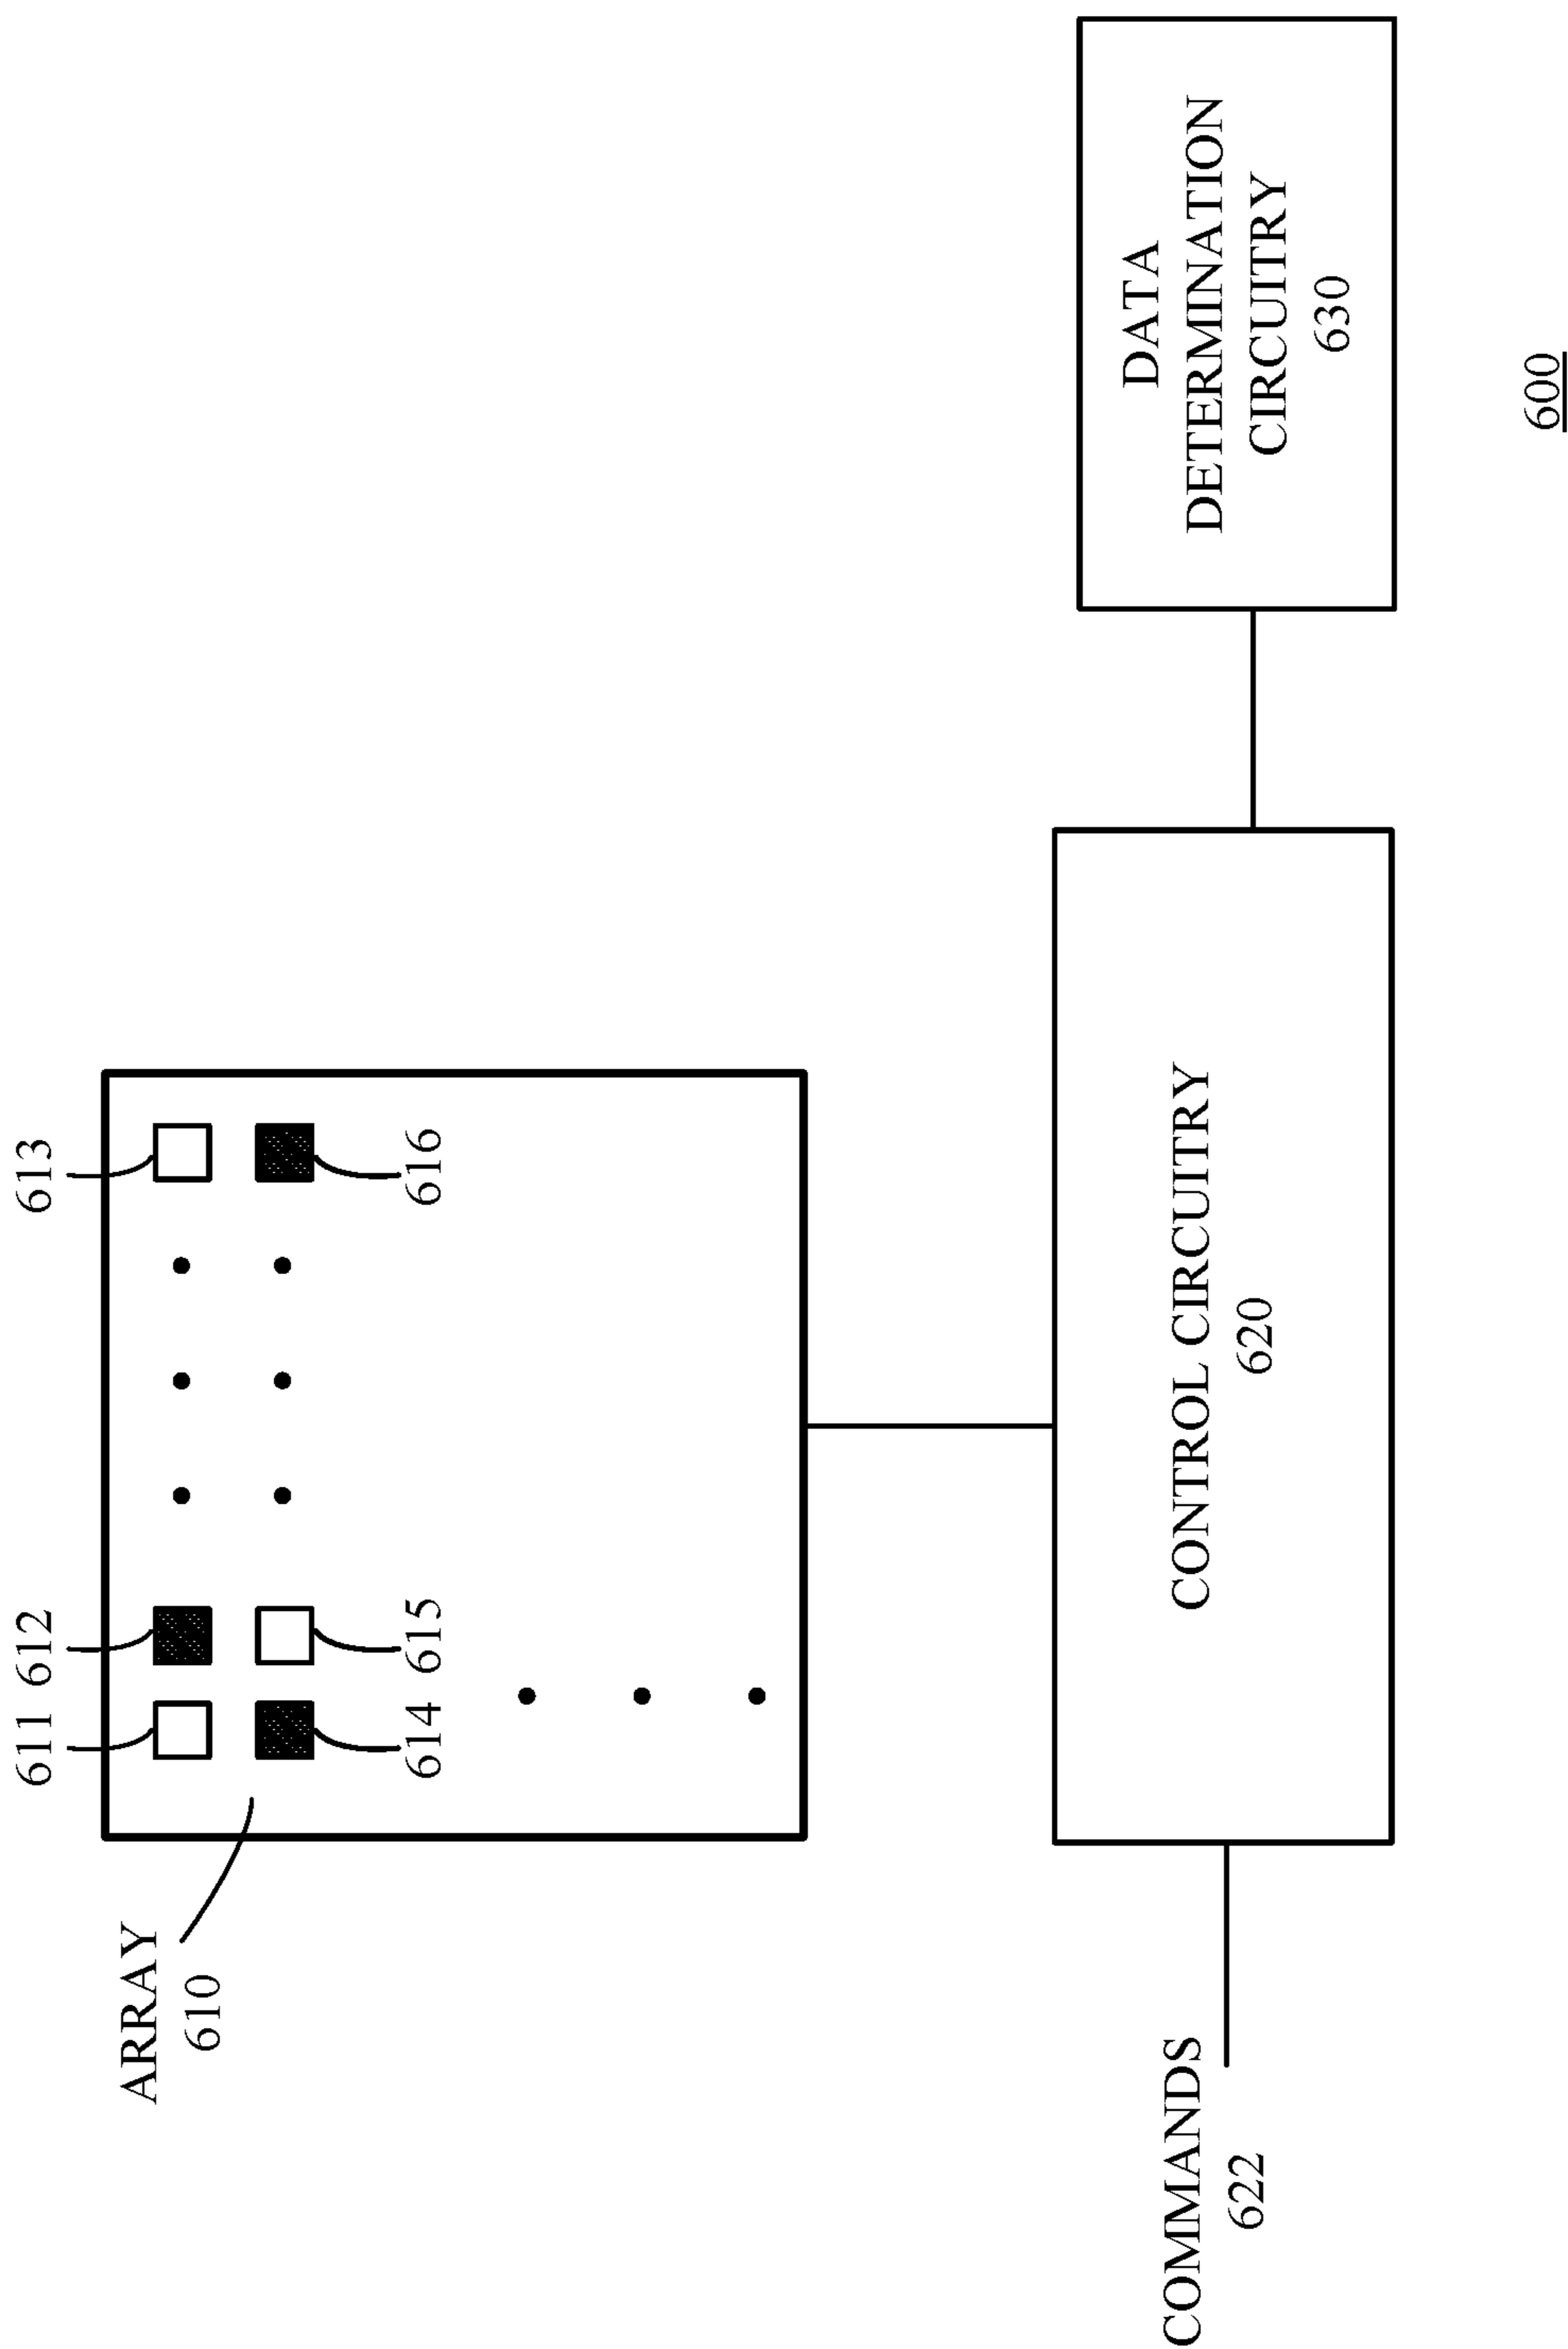 611 612 613
ARRAY
610
614 615 616
COMMANDS
622
CONTROL CIRCUITRY
620
DATA
DETERMINATION
CIRCUITRY
630
600